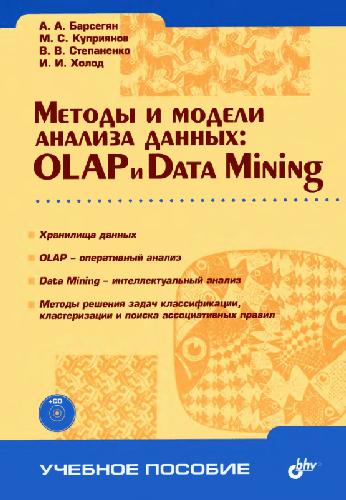 А. А. Барсегян
М. С. Куприянов
В. В. Степаненко
И. И. Холод
Методы и модели
анализа данных:
OLAP и Data Mining
Хранилища данных
OLAP – оперативный анализ
Data Mining – интеллектуальный анализ
Методы решения задач классификации,
кластеризации и поиска ассоциативных правил
+CD
УЧЕБНОЕ ПОСОБИЕ
bhv